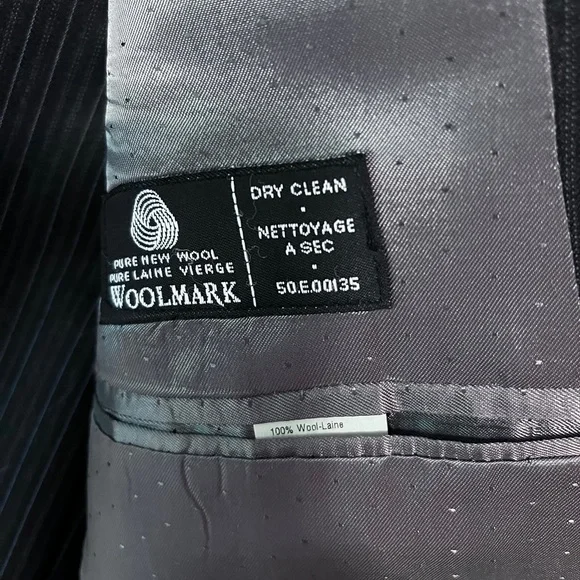 PURE NEW WOOL
PURE LAINE VIERGE
WOOLMARK
DRY CLEAN
NETTOYAGE
A SEC
50.E.00135
100% Wool-Laine